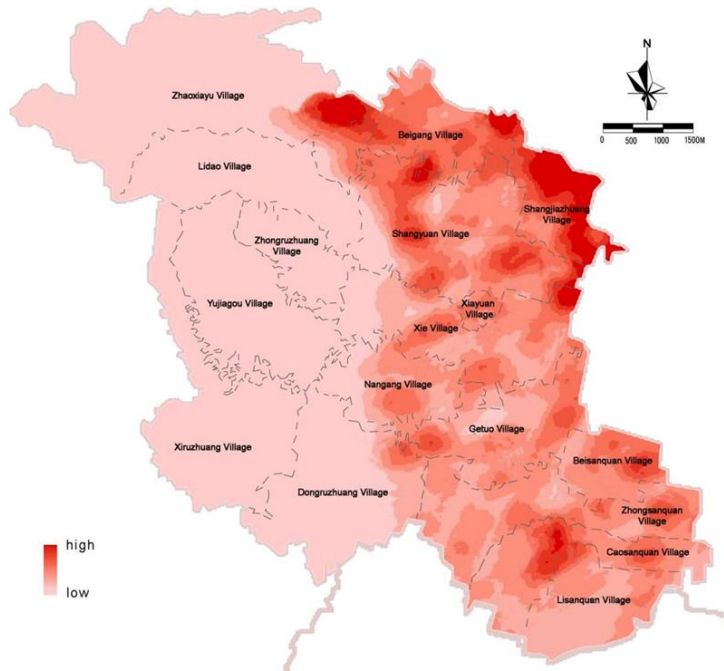 N
0 500 1000 1500M
Zhaoxiayu Village
Beigang Village
Lidao Village
Shangjiazhuang
Village
Shangyuan Village
Zhongruzhuang
Village
Yujiagou Village
Xiayuan
Village
Xie Village
Nangang Village
Getuo Village
Xiruzhuang Village
Beisanquan Village
Dongruzhuang Village
Zhongsanquan
Village
Caosanquan Village
Lisanquan Village
high
low